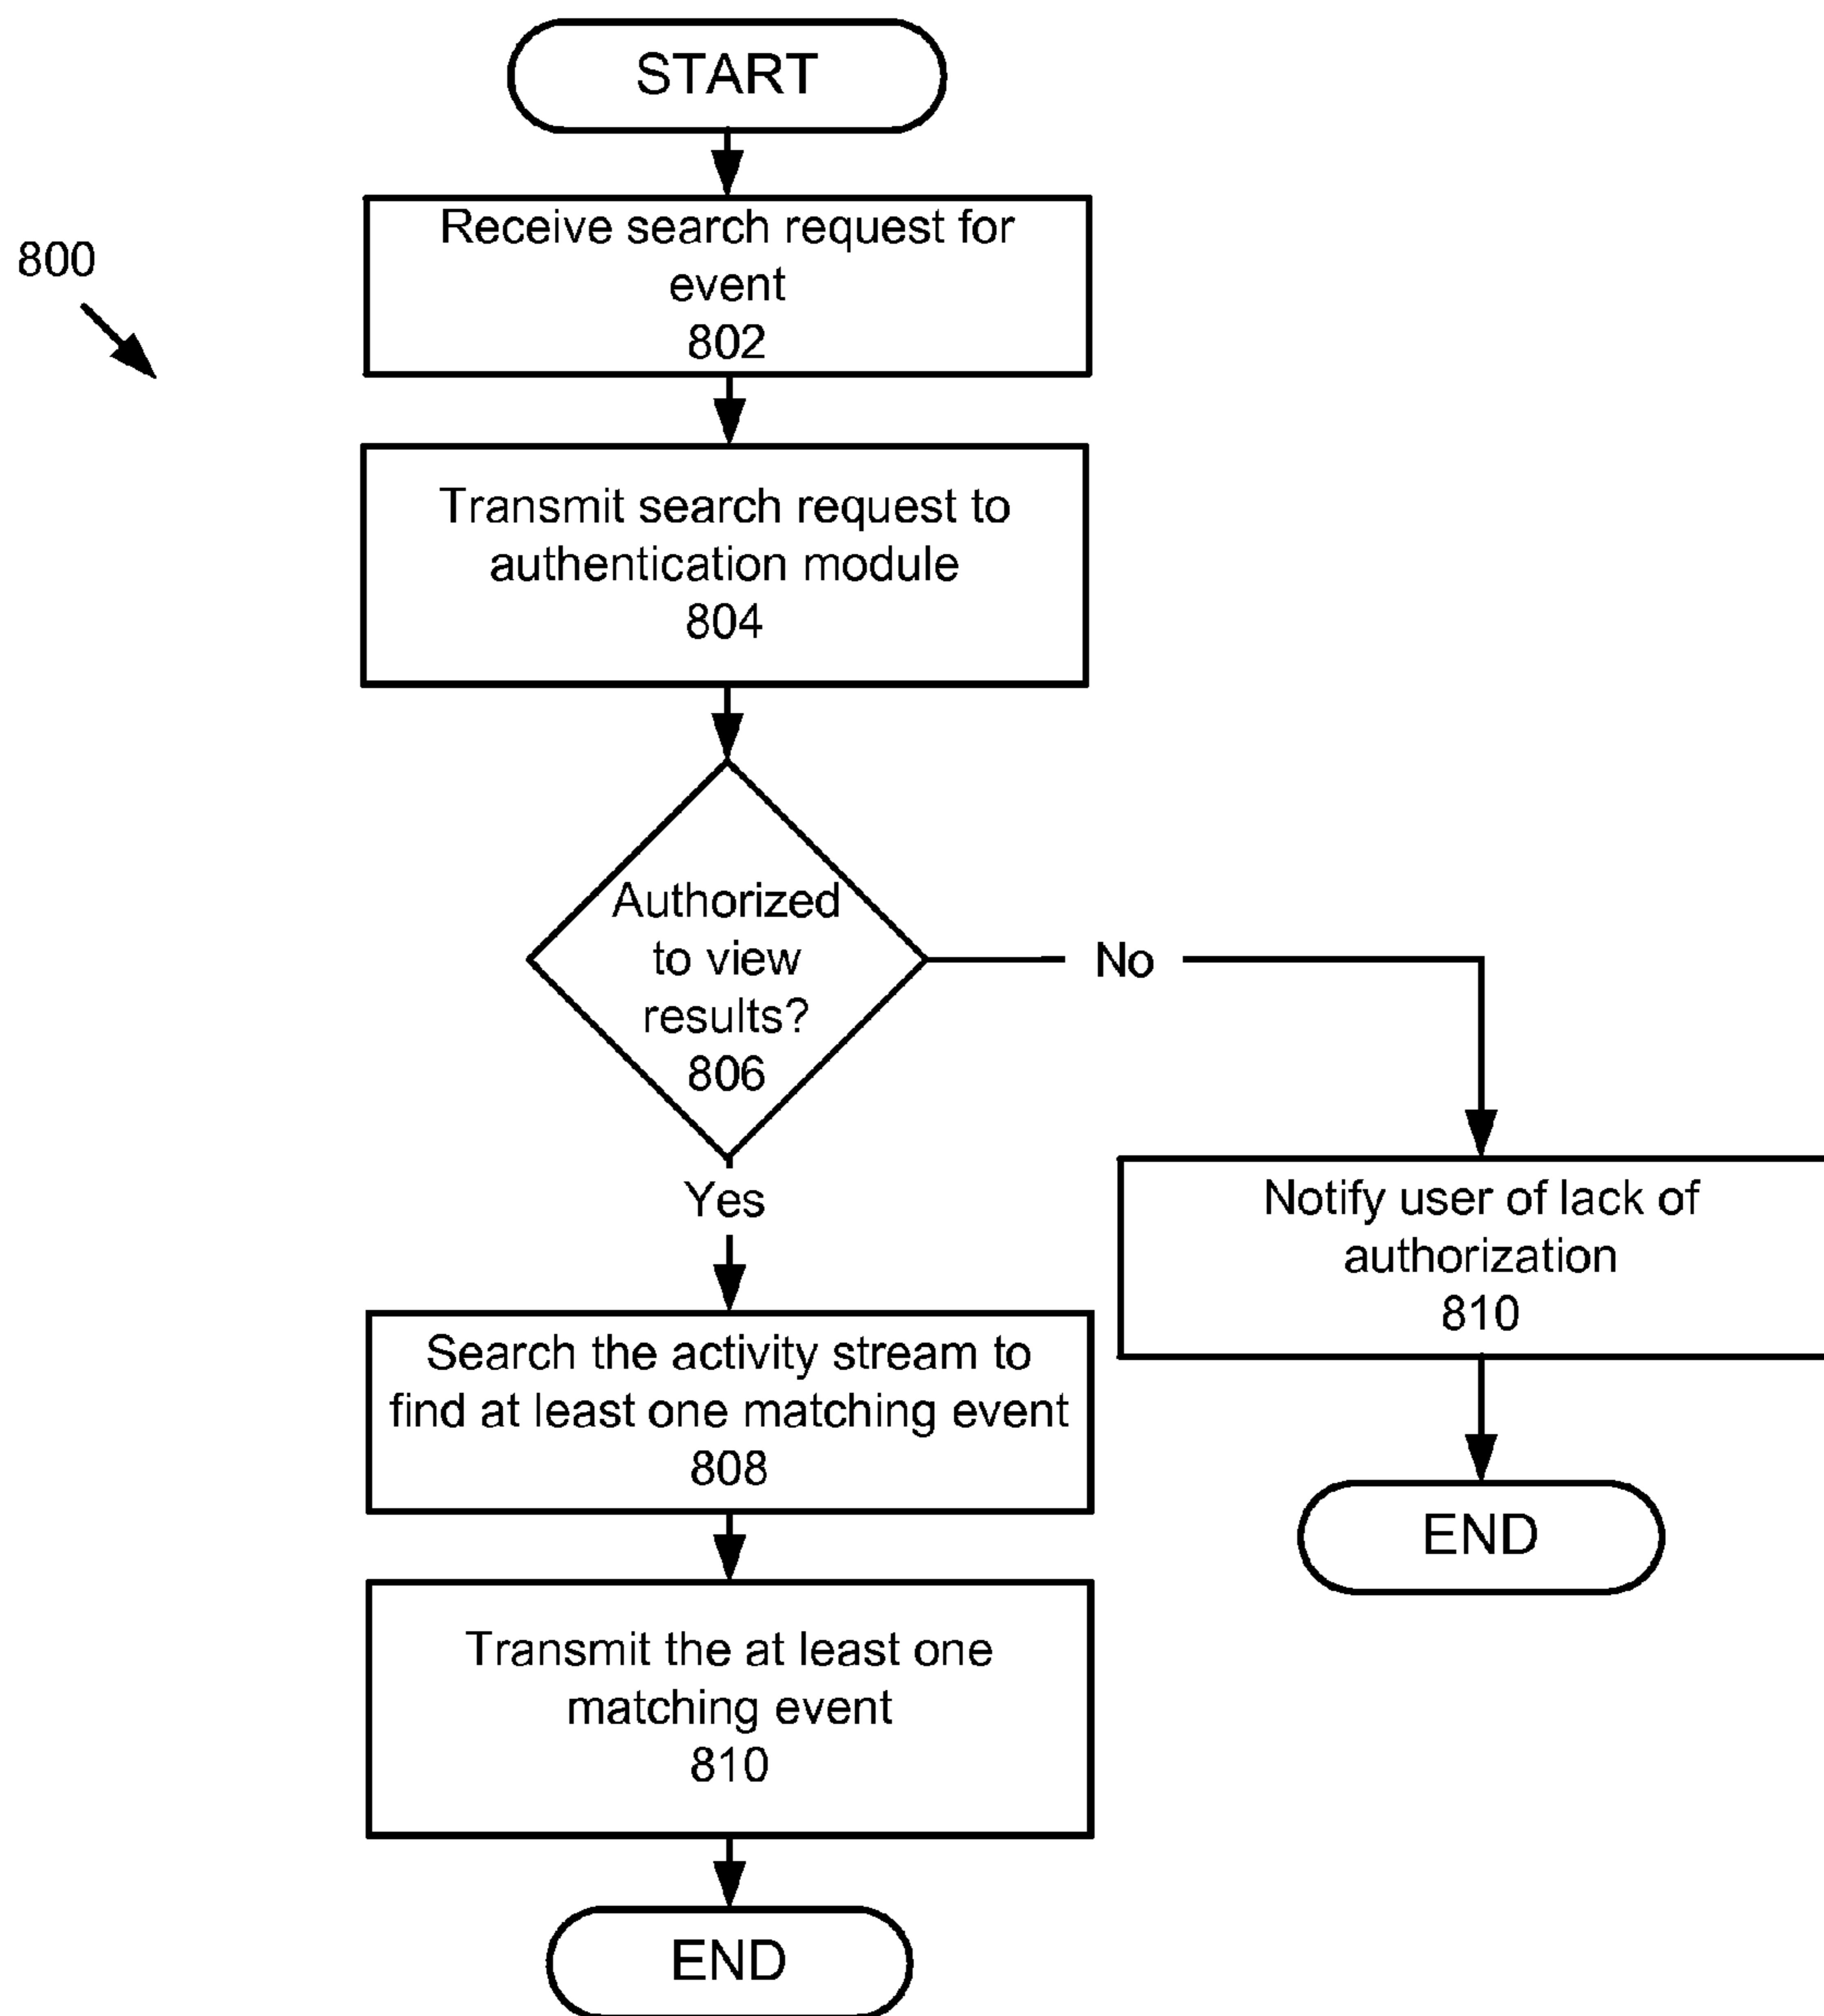 START
800
Receive search request for
event
802
Transmit search request to
authentication module
804
Authorized
to view
results?
806
No
Yes
Notify user of lack of
authorization
810
Search the activity stream to
find at least one matching event
808
END
Transmit the at least one
matching event
810
END